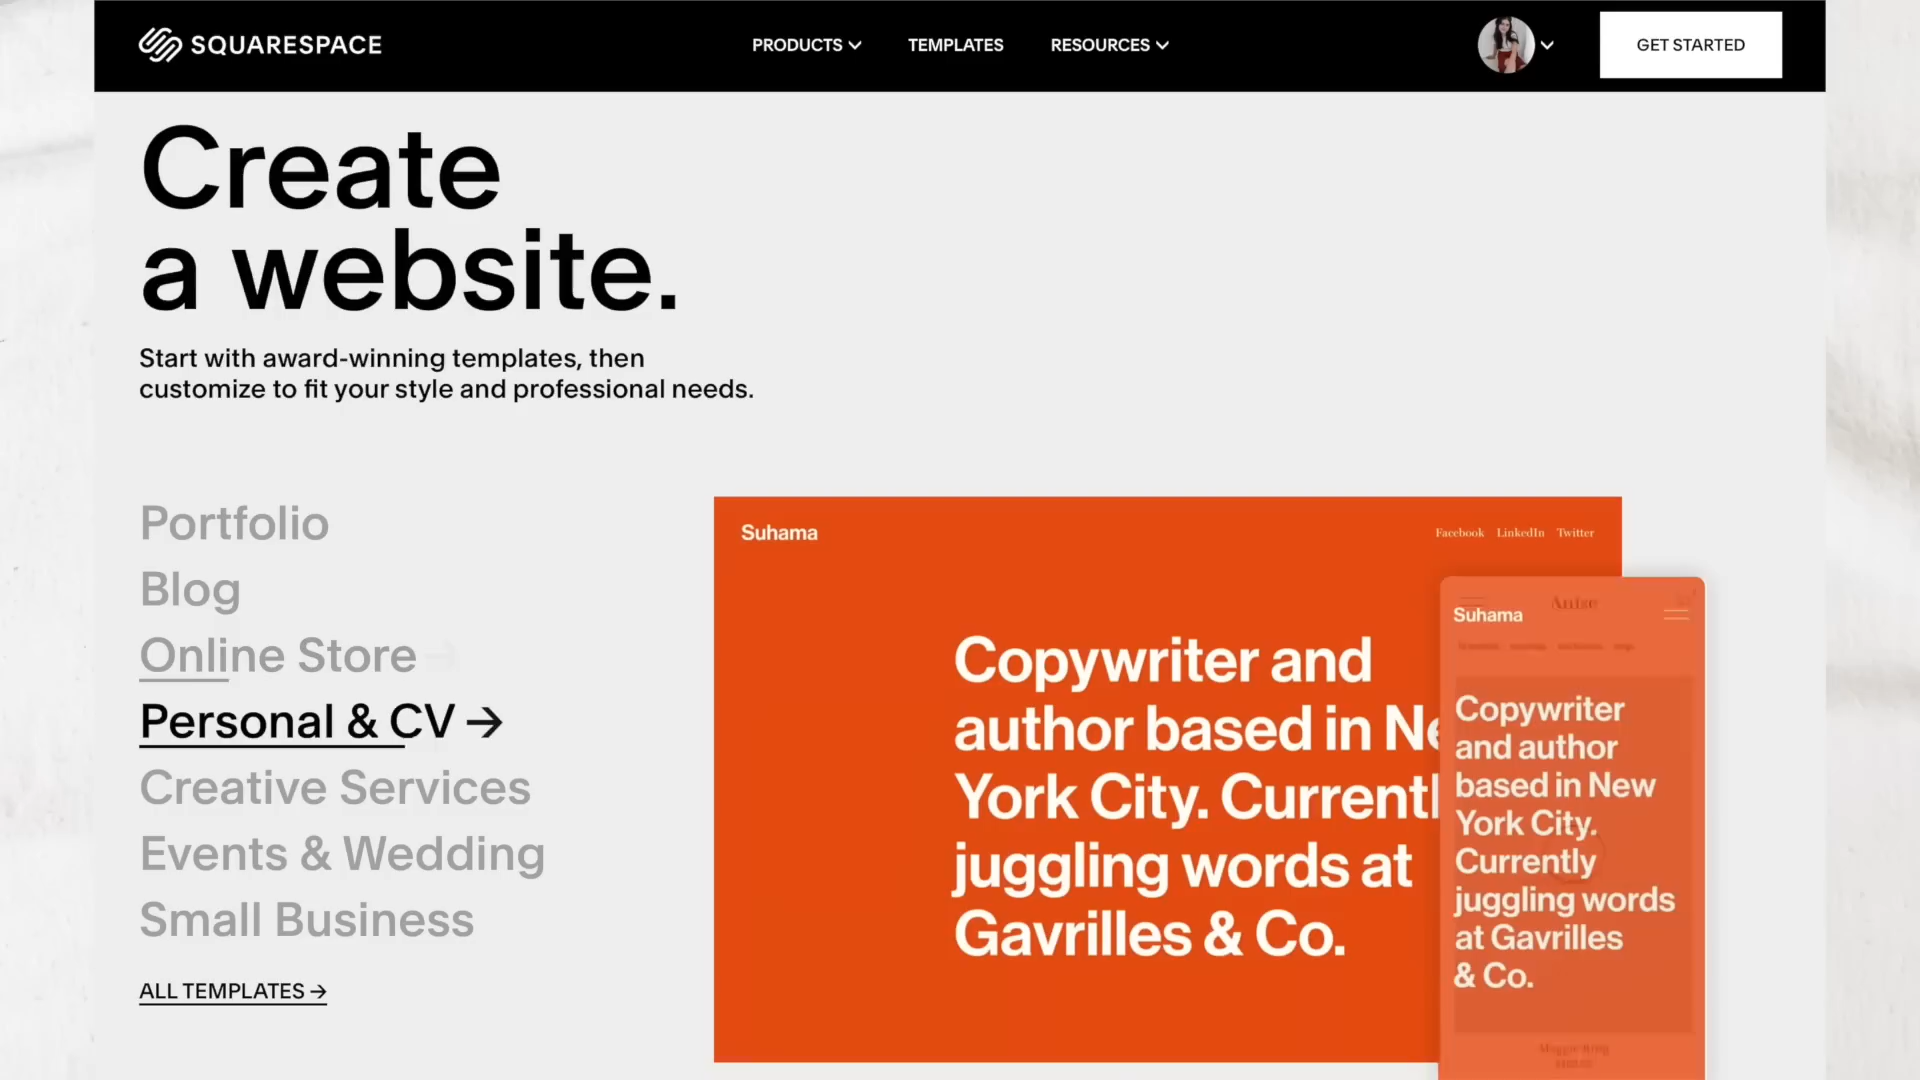 SQUARESPACE
PRODUCTS
TEMPLATES
RESOURCES
GET STARTED
Create
a website.
Start with award-winning templates, then
customize to fit your style and professional needs.
Portfolio
Blog
Online Store
Personal & CV →
Creative Services
Events & Wedding
Small Business
ALL TEMPLATES →
Suhama
Facebook LinkedIn Twitter
Copywriter and
author based in Ne
York City. Currentl
juggling words at
Gavrilles & Co.
Anise
Suhama
Copywriter
and author
based in New
York City.
Currently
juggling words
at Gavrilles
& Co.